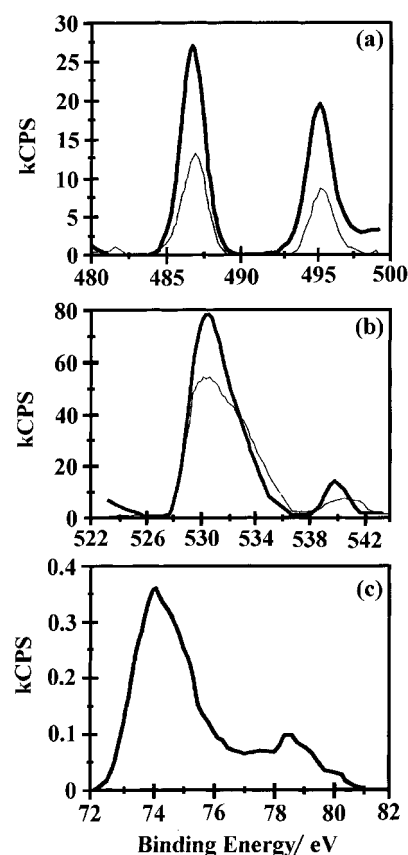 (a)
kCPS
30
25
20
15
10
5
0
480 485 490 495 500
(b)
kCPS
80
60
40
20
0
522 526 530 534 538 542
(c)
kCPS
0.4
0.3
0.2
0.1
0
72 74 76 78 80 82
Binding Energy/ eV